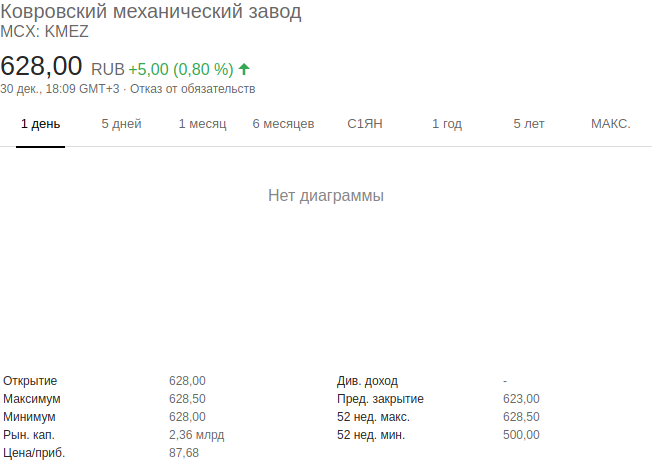 Ковровский механический завод
MCX: KMEZ
628,00 RUB +5,00 (0,80 %)
30 дек., 18:09 GMT+3 · Отказ от обязательств
1 день 5 дней 1 месяц 6 месяцев С1ЯН 1 год 5 лет МАКС.
Нет диаграммы
Открытие 628,00 Див. доход -
Максимум 628,50 Пред. закрытие 623,00
Минимум 628,00 52 нед. макс. 628,50
Рын. кап. 2,36 млрд 52 нед. мин. 500,00
Цена/приб. 87,68